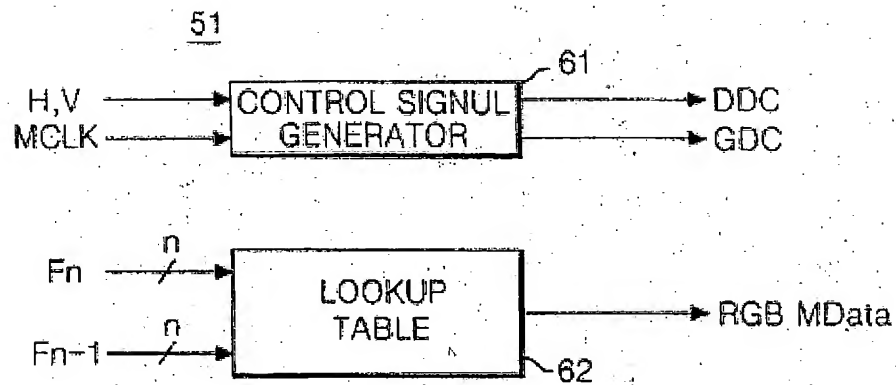 51
61
H,V
CONTROL SIGNUL
DDC
MCLK
GENERATOR
GDC
n
Fn
LOOKUP
TABLE
RGB MData
n
Fn-1
62